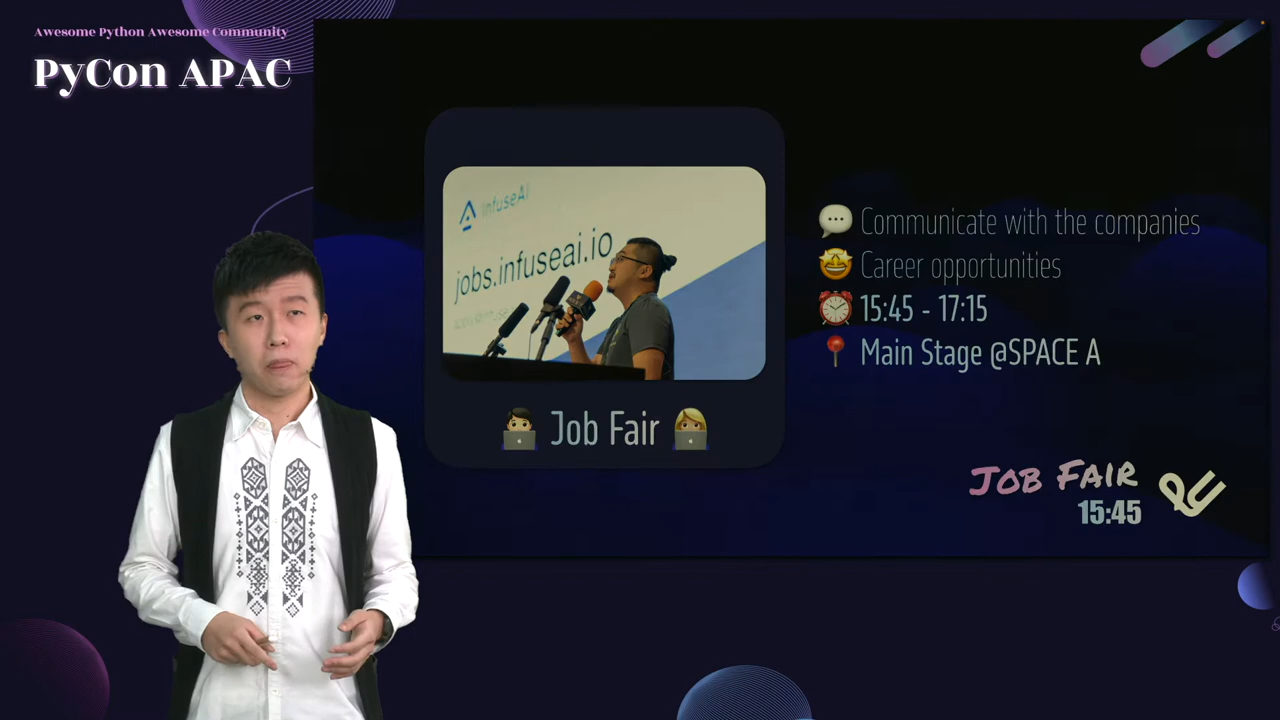 Awesome Python Awesome Community
PyCon APAC
InfuseAI
jobs.infuseai.io
Communicate with the companies
Career opportunities
15:45 - 17:15
Main Stage @SPACE A
Job Fair
JOB FAIR
15:45